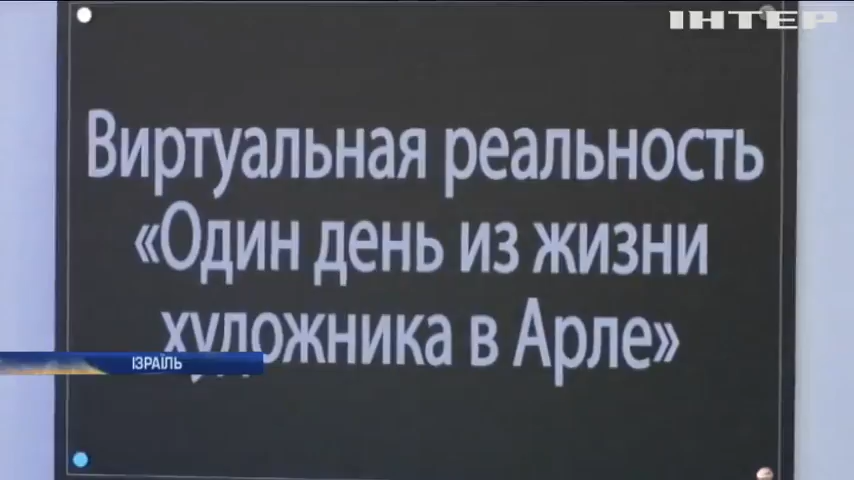 ІНТЕР
Виртуальная реальность
«Один день из жизни
художника в Арле»
ІЗРАЇЛЬ